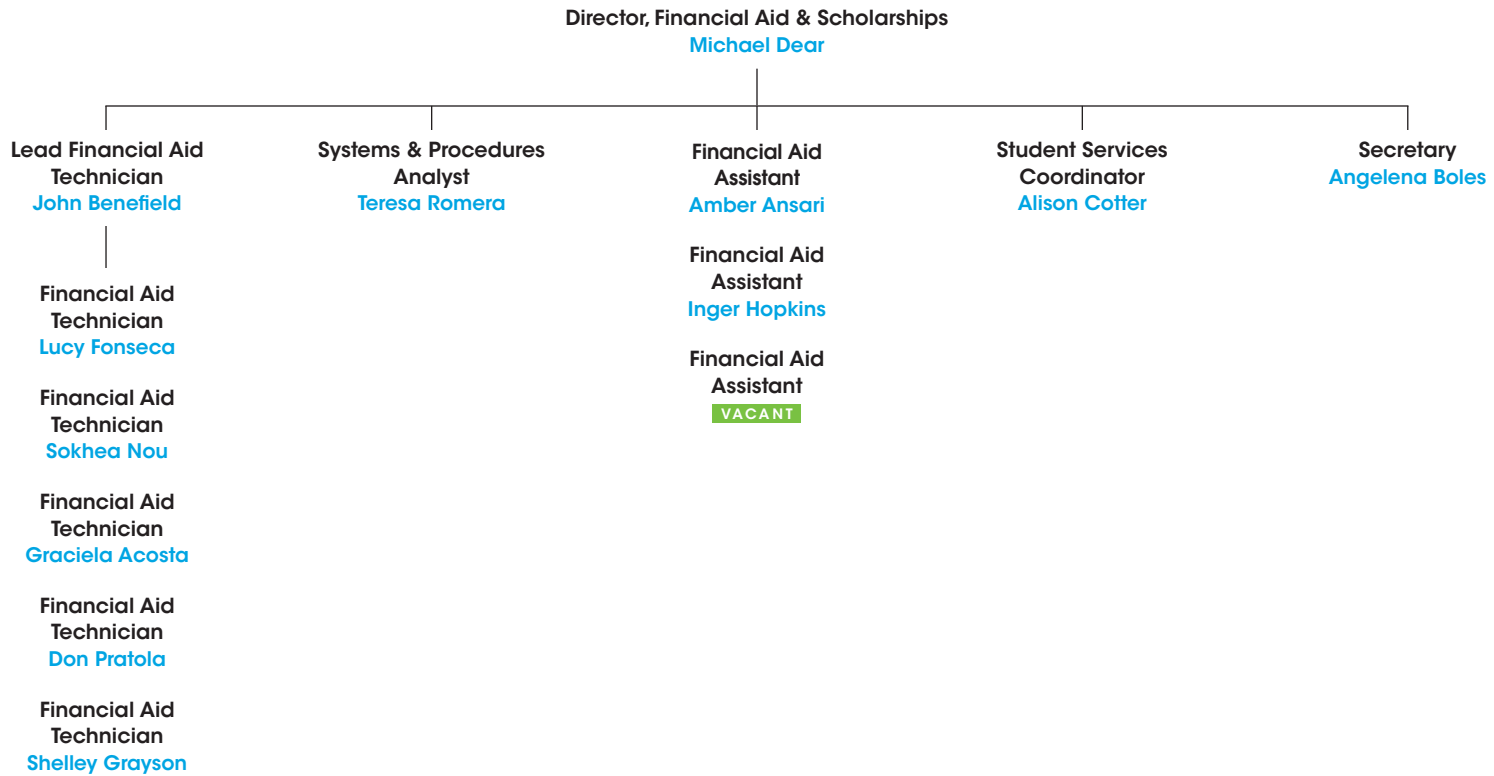 Director, Financial Aid & Scholarships
Michael Dear
Lead Financial Aid
Technician
John Benefield
Systems & Procedures
Analyst
Teresa Romera
Financial Aid
Assistant
Amber Ansari
Student Services
Coordinator
Alison Cotter
Secretary
Angelena Boles
Financial Aid
Technician
Lucy Fonseca
Financial Aid
Technician
Sokhea Nou
Financial Aid
Technician
Graciela Acosta
Financial Aid
Technician
Don Pratola
Financial Aid
Technician
Shelley Grayson
Financial Aid
Assistant
Inger Hopkins
Financial Aid
Assistant
VACANT